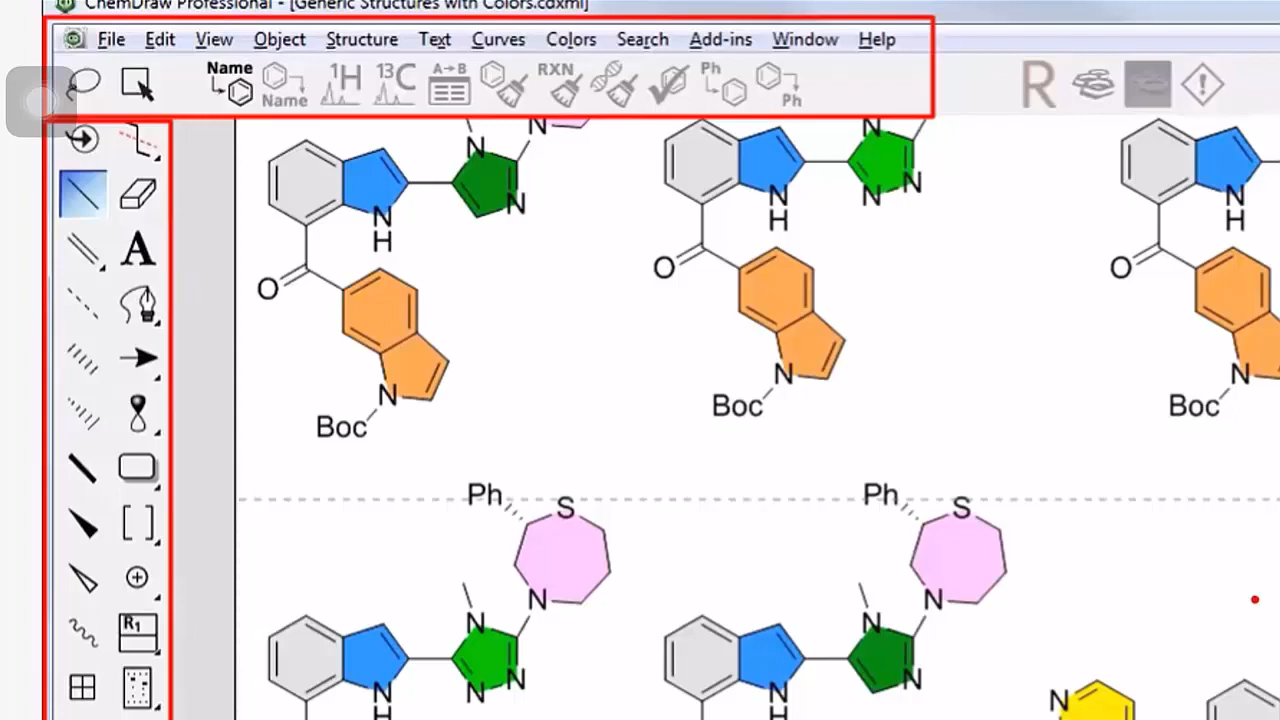 ChemDraw Professional - [Generic Structures with Colors.cdxml]
File Edit View Object Structure Text Curves Colors Search Add-ins Window Help
Name Name 1H 13C A→B RXN Ph Ph R
N N
N N N N
N H N H N H
O O O
A
N N N
Boc Boc Boc
Ph S Ph S
N N
R1 N N
N N N N
N H N H N